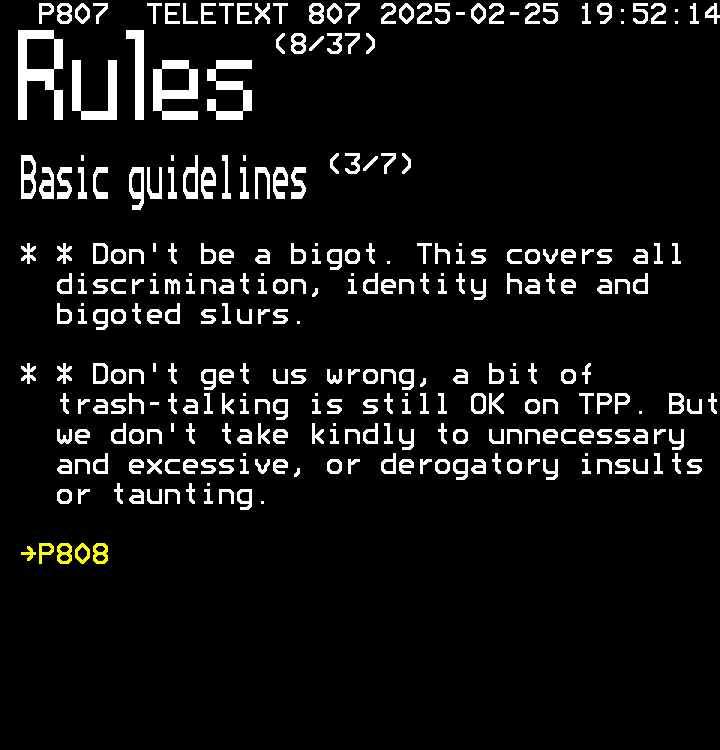 P807  TELETEXT 807 2025-02-25 19:52:14
Rules (8/37)
Basic guidelines (3/7)
* * Don't be a bigot. This covers all
discrimination, identity hate and
bigoted slurs.
* * Don't get us wrong, a bit of
trash-talking is still OK on TPP. But
we don't take kindly to unnecessary
and excessive, or derogatory insults
or taunting.
→P808